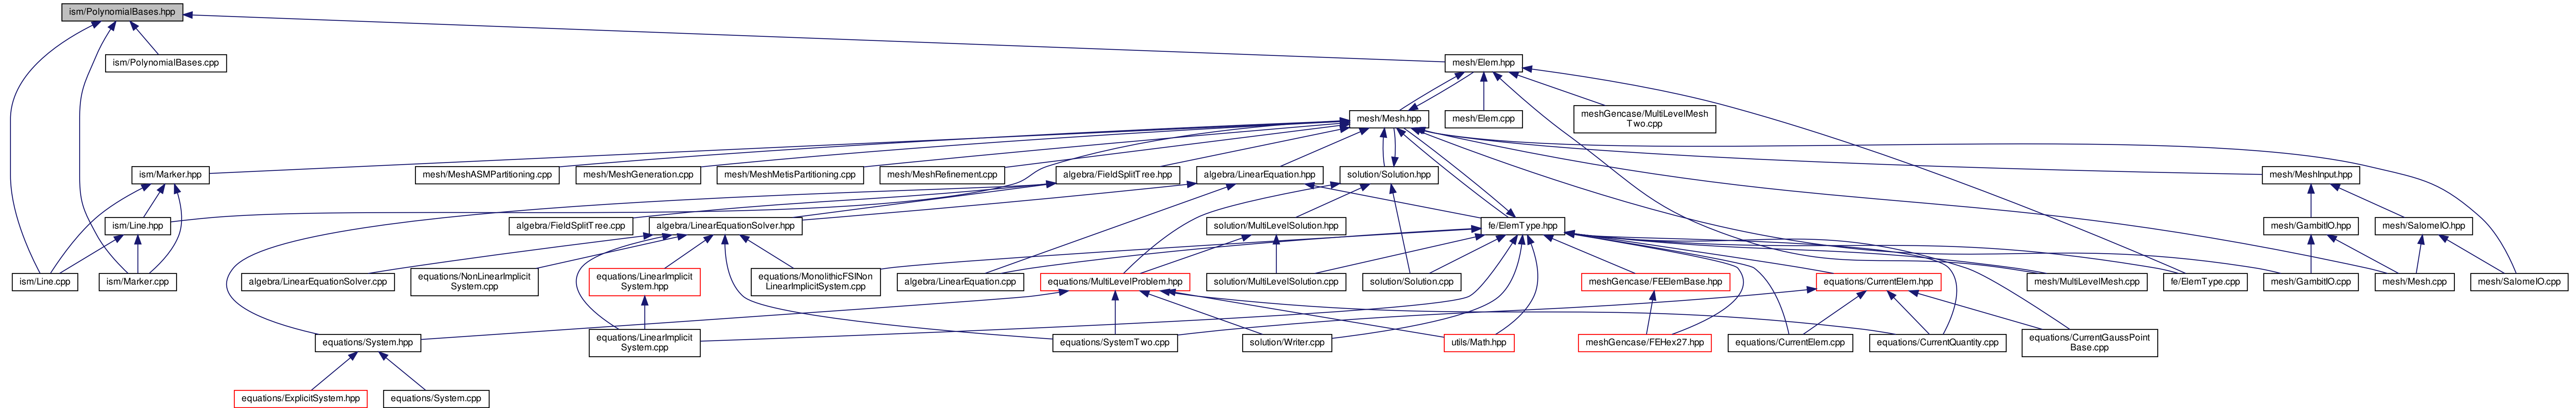 ism/PolynomialBases.hpp
ism/PolynomialBases.cpp
mesh/Elem.hpp
mesh/Mesh.hpp
mesh/Elem.cpp
meshGencase/MultiLevelMesh
Two.cpp
ism/Marker.hpp
mesh/MeshASMPartitioning.cpp
mesh/MeshGeneration.cpp
mesh/MeshMetisPartitioning.cpp
mesh/MeshRefinement.cpp
algebra/FieldSplitTree.hpp
algebra/LinearEquation.hpp
solution/Solution.hpp
mesh/MeshInput.hpp
ism/Line.hpp
algebra/FieldSplitTree.cpp
algebra/LinearEquationSolver.hpp
solution/MultiLevelSolution.hpp
fe/ElemType.hpp
mesh/GambitIO.hpp
mesh/SalomeIO.hpp
ism/Line.cpp
ism/Marker.cpp
algebra/LinearEquationSolver.cpp
equations/NonLinearImplicit
System.cpp
equations/LinearImplicit
System.hpp
equations/MonolithicFSINon
LinearImplicitSystem.cpp
algebra/LinearEquation.cpp
equations/MultiLevelProblem.hpp
solution/MultiLevelSolution.cpp
solution/Solution.cpp
meshGencase/FEElemBase.hpp
equations/CurrentElem.hpp
mesh/MultiLevelMesh.cpp
fe/ElemType.cpp
mesh/GambitIO.cpp
mesh/Mesh.cpp
mesh/SalomeIO.cpp
equations/System.hpp
equations/LinearImplicit
System.cpp
equations/SystemTwo.cpp
solution/Writer.cpp
utils/Math.hpp
meshGencase/FEHex27.hpp
equations/CurrentElem.cpp
equations/CurrentQuantity.cpp
equations/CurrentGaussPoint
Base.cpp
equations/ExplicitSystem.hpp
equations/System.cpp